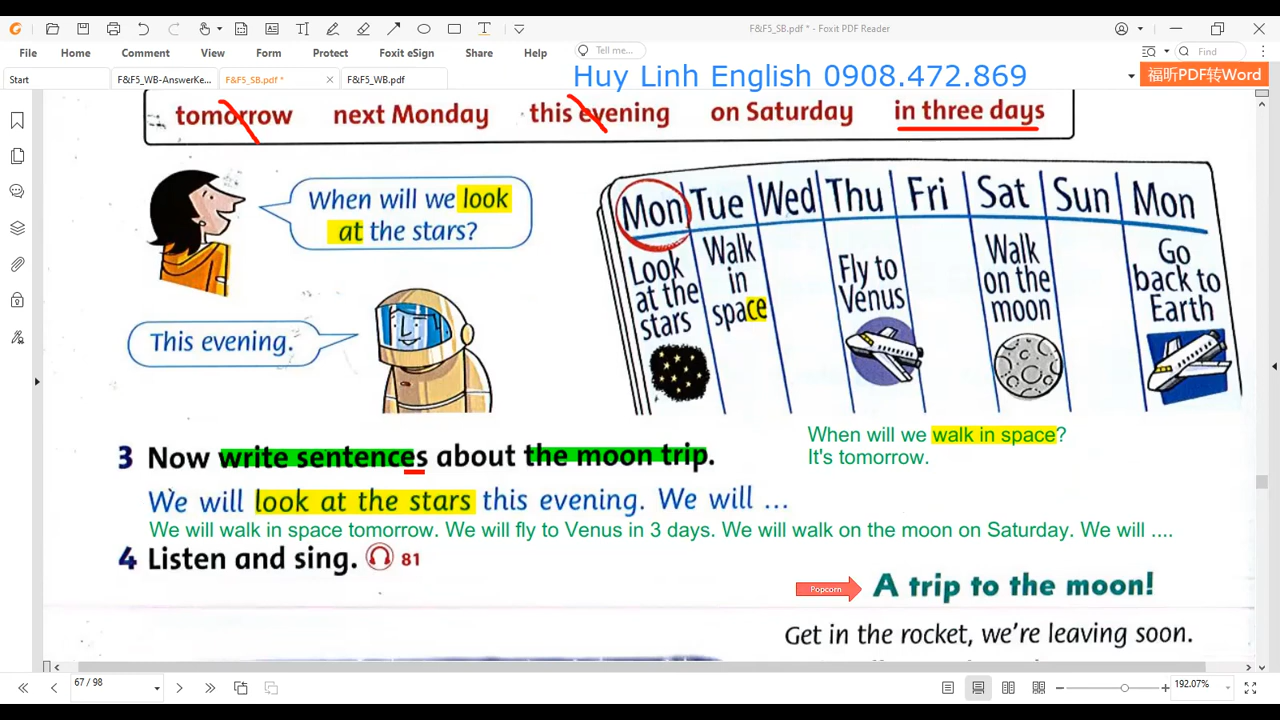 F&F5_SB.pdf * - Foxit PDF Reader
File Home Comment View Form Protect Foxit eSign Share Help Tell me... Find
Start F&F5_WB-AnswerKe... F&F5_SB.pdf * F&F5_WB.pdf
Huy Linh English 0908.472.869
福昕PDF转Word
tomorrow next Monday this evening on Saturday in three days
When will we look
at the stars?
This evening.
Mon Tue Wed Thu Fri Sat Sun Mon
Look
at the
stars
Walk
in
space
Fly to
Venus
Walk
on the
moon
Go
back to
Earth
When will we walk in space?
It's tomorrow.
3 Now write sentences about the moon trip.
We will look at the stars this evening. We will ...
We will walk in space tomorrow. We will fly to Venus in 3 days. We will walk on the moon on Saturday. We will ....
4 Listen and sing. 81
Popcorn
A trip to the moon!
Get in the rocket, we're leaving soon.
67 / 98
192.07%